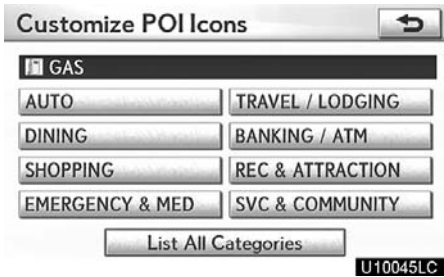 Customize POI Icons
GAS
AUTO
TRAVEL / LODGING
DINING
BANKING / ATM
SHOPPING
REC & ATTRACTION
EMERGENCY & MED
SVC & COMMUNITY
List All Categories
U10045LC